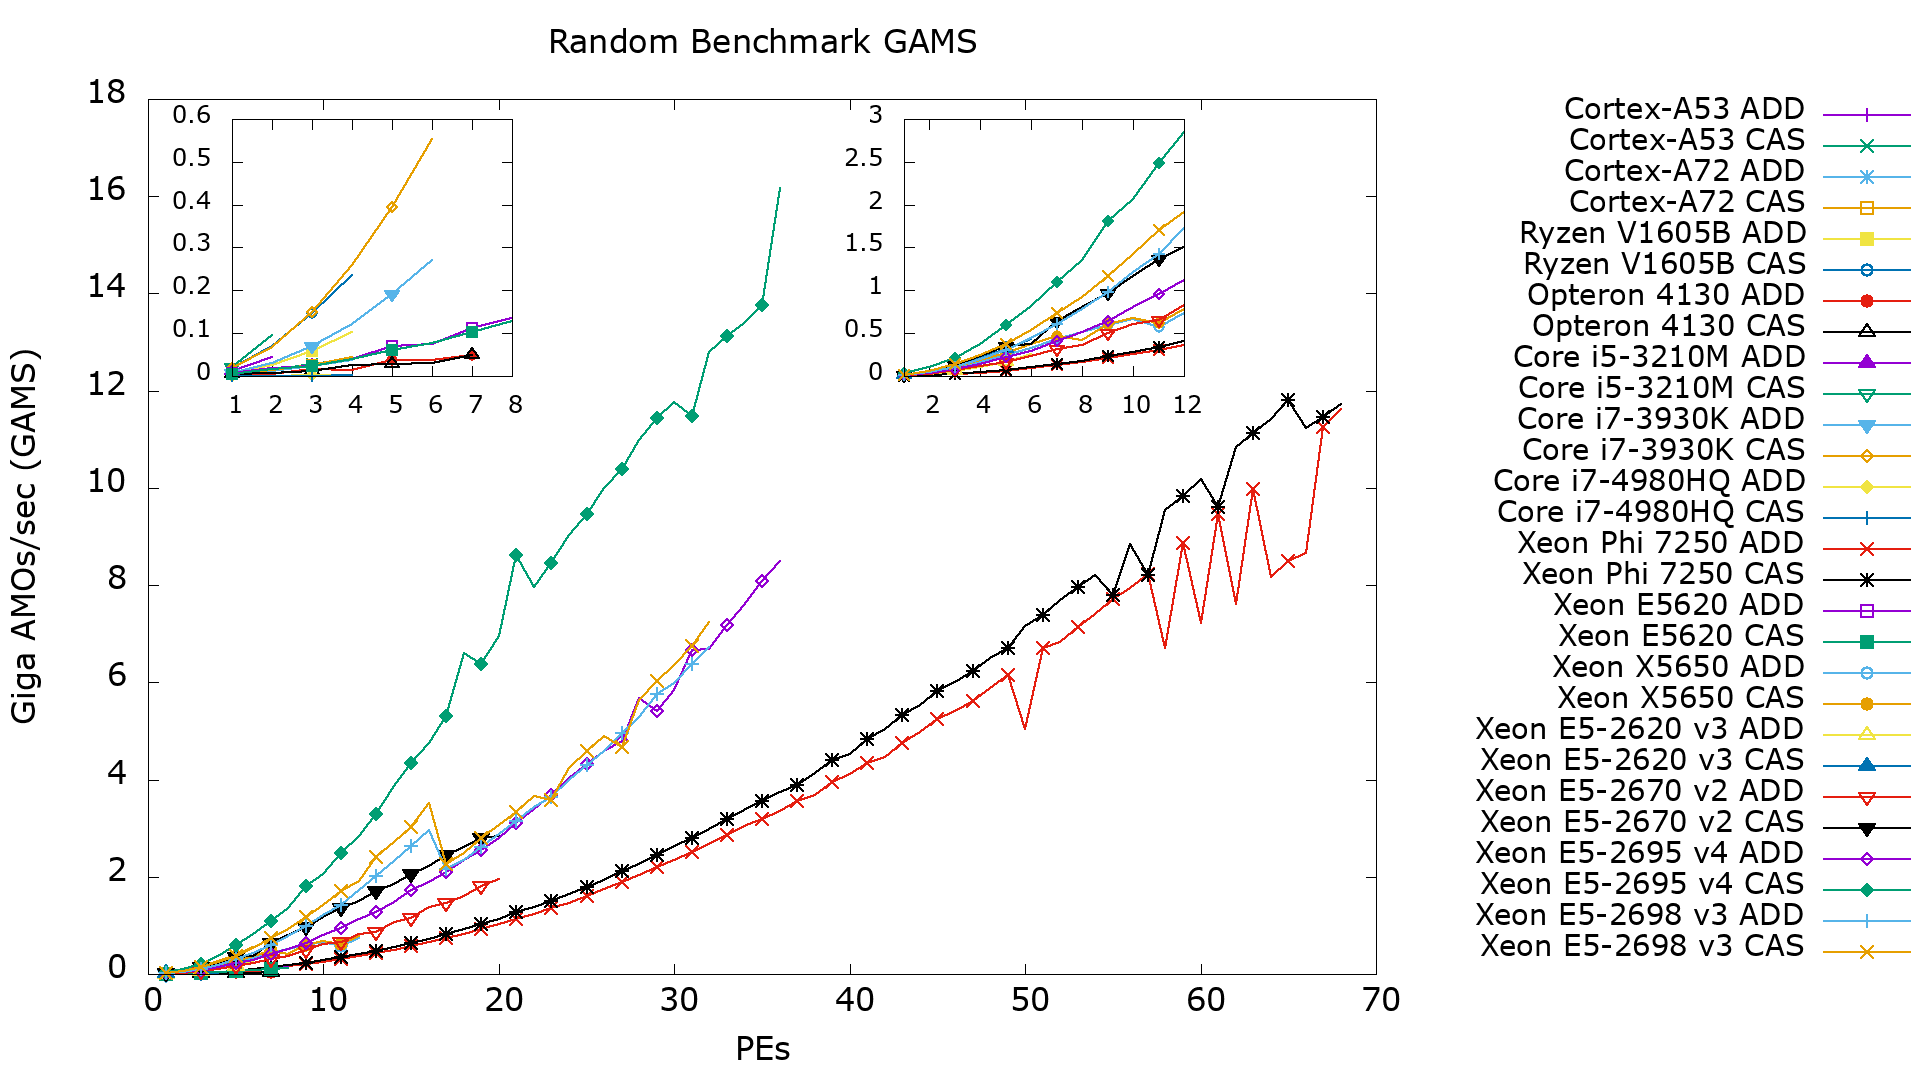 Random Benchmark GAMS
Giga AMOs/sec (GAMS)
18
16
14
12
10
8
6
4
2
0
0 10 20 30 40 50 60 70
PEs
0.6
0.5
0.4
0.3
0.2
0.1
0
1 2 3 4 5 6 7 8
3
2.5
2
1.5
1
0.5
0
2 4 6 8 10 12
Cortex-A53 ADD
Cortex-A53 CAS
Cortex-A72 ADD
Cortex-A72 CAS
Ryzen V1605B ADD
Ryzen V1605B CAS
Opteron 4130 ADD
Opteron 4130 CAS
Core i5-3210M ADD
Core i5-3210M CAS
Core i7-3930K ADD
Core i7-3930K CAS
Core i7-4980HQ ADD
Core i7-4980HQ CAS
Xeon Phi 7250 ADD
Xeon Phi 7250 CAS
Xeon E5620 ADD
Xeon E5620 CAS
Xeon X5650 ADD
Xeon X5650 CAS
Xeon E5-2620 v3 ADD
Xeon E5-2620 v3 CAS
Xeon E5-2670 v2 ADD
Xeon E5-2670 v2 CAS
Xeon E5-2695 v4 ADD
Xeon E5-2695 v4 CAS
Xeon E5-2698 v3 ADD
Xeon E5-2698 v3 CAS